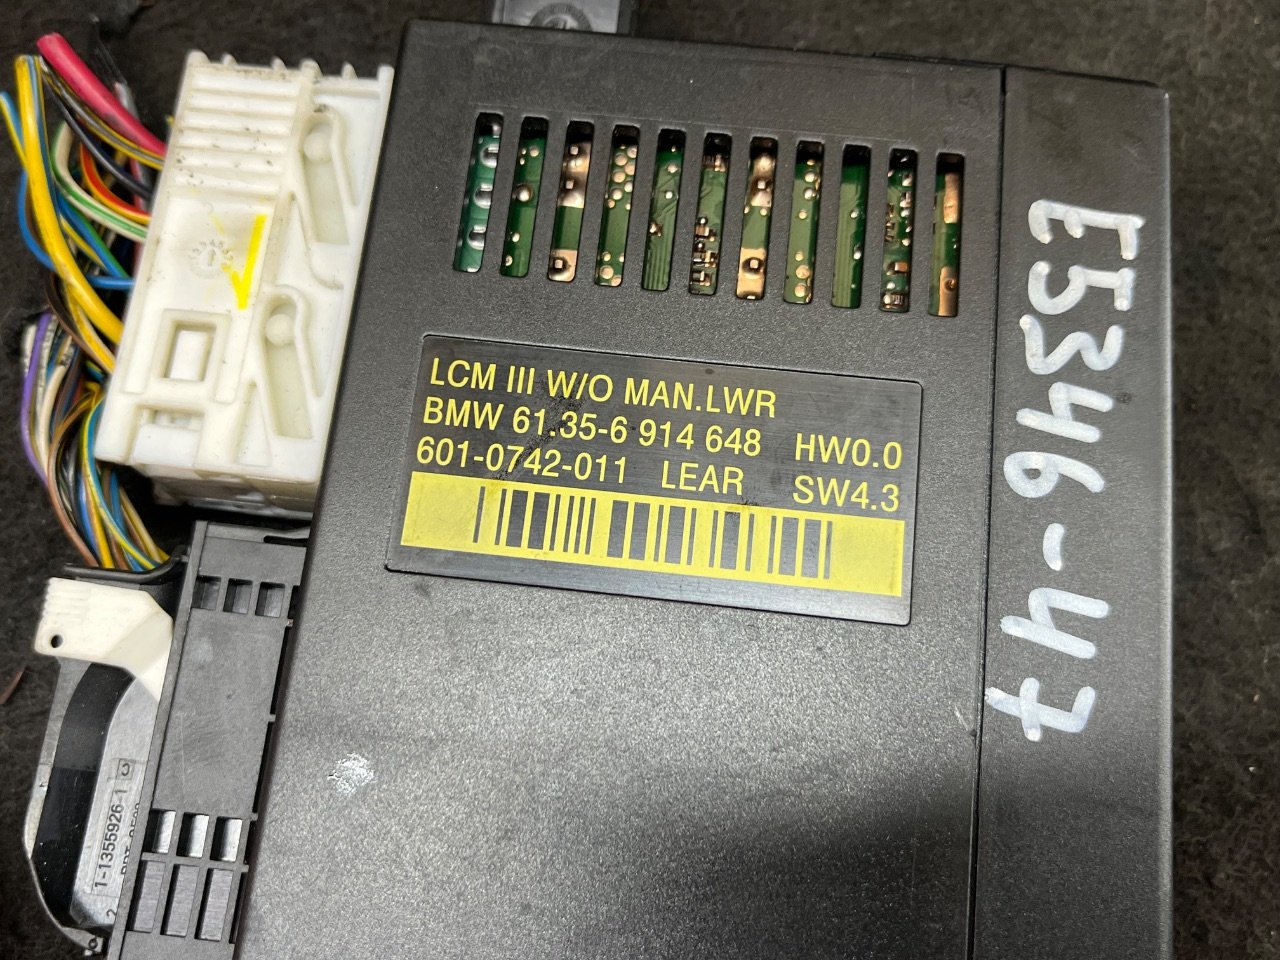 LCM III W/O MAN.LWR
BMW 61.35-6 914 648 HW0.0
601-0742-011 LEAR SW4.3
E5346-47
1-1355926-1 3